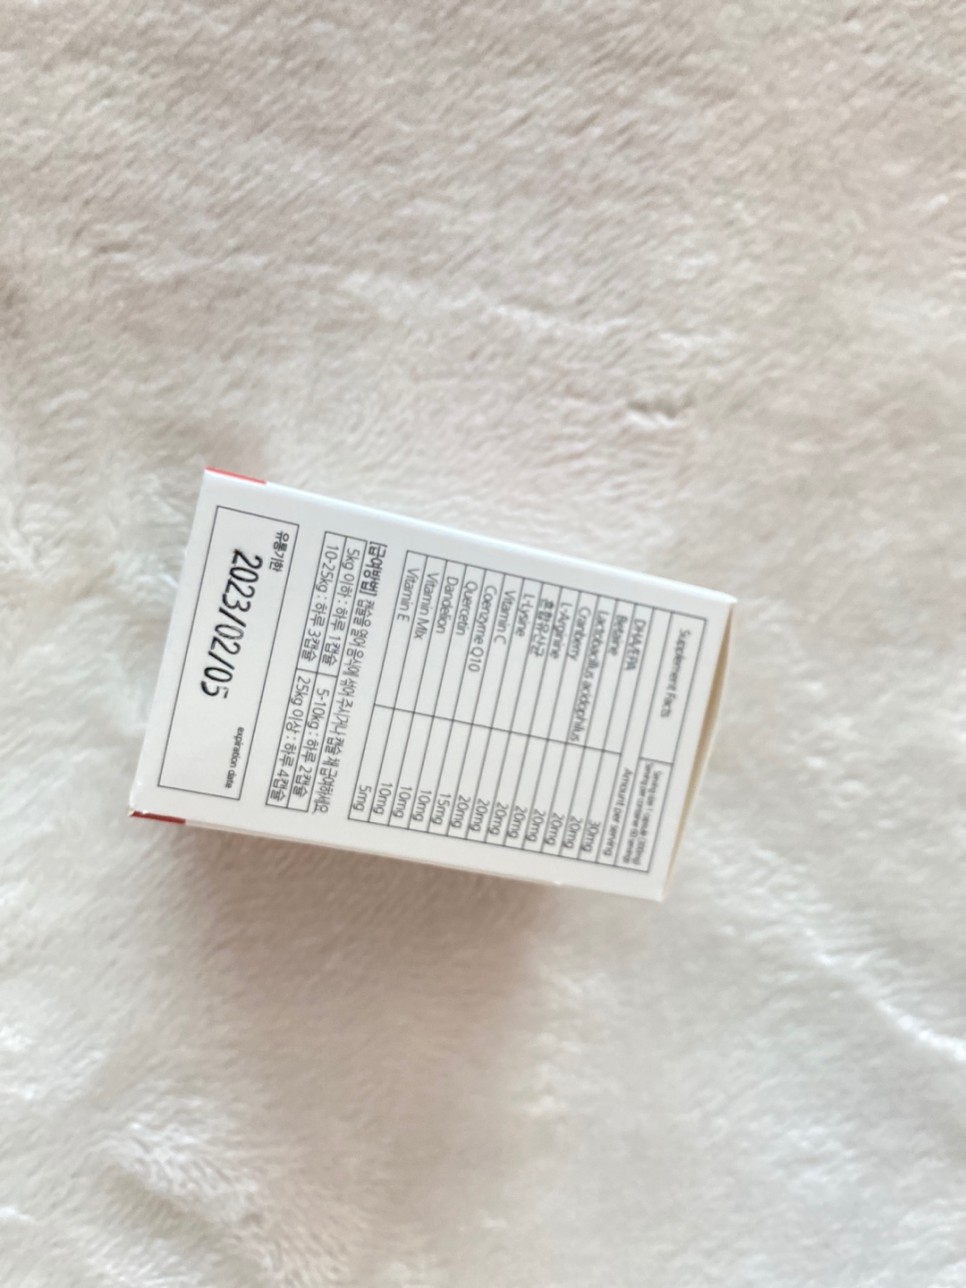 Supplement Facts
Amount per serving
DHA/EPA 30mg
Betaine 20mg
Lactobacillus acidophilus 20mg
Cranberry 20mg
L-Arginine 20mg
혼합유산균 20mg
L-Lysine 20mg
Vitamin C 20mg
Coenzyme Q10 20mg
Quercetin 15mg
Dandelion 10mg
Vitamin Mix 10mg
Vitamin E 5mg
[급여방법] 캡슐을 열어 음식에 섞어 주시거나 캡슐 째 급여하세요.
5kg 이하 : 하루 1캡슐 5-10kg : 하루 2캡슐
10-25kg : 하루 3캡슐 25kg 이상 : 하루 4캡슐
유통기한
2023/02/05
expiration date